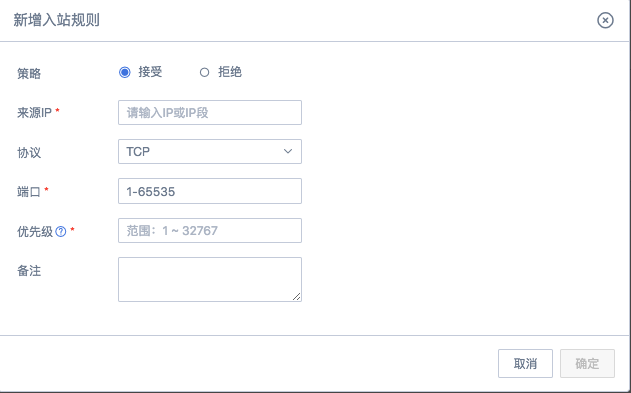 新增入站规则
策略 接受 拒绝
来源IP * 请输入IP或IP段
协议 TCP
端口 * 1-65535
优先级 ? * 范围：1 ~ 32767
备注
取消 确定